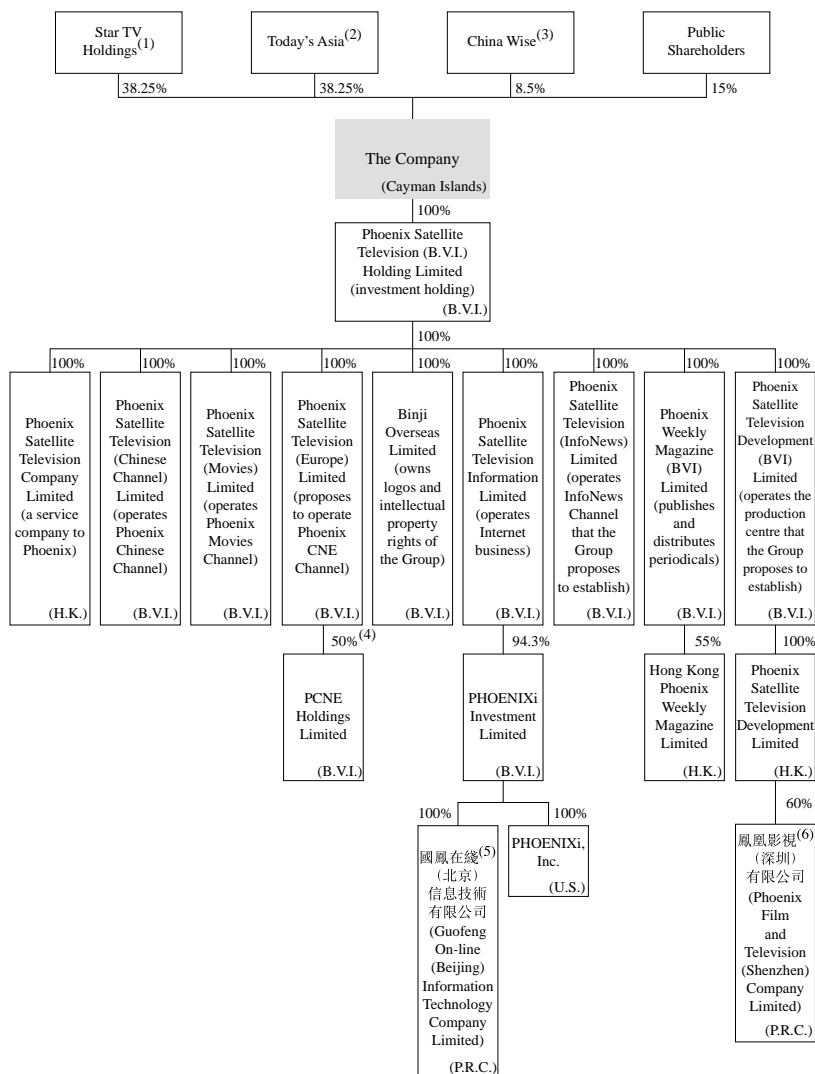 Star TV
Holdings(1)
Today's Asia(2)
China Wise(3)
Public
Shareholders
38.25%
38.25%
8.5%
15%
The Company
(Cayman Islands)
100%
Phoenix Satellite
Television (B.V.I.)
Holding Limited
(investment holding)
(B.V.I.)
100%
100%
100%
100%
100%
100%
100%
100%
100%
100%
Phoenix
Satellite
Television
Company
Limited
(a service
company to
Phoenix)
(H.K.)
Phoenix
Satellite
Television
(Chinese
Channel)
Limited
(operates
Phoenix
Chinese
Channel)
(B.V.I.)
Phoenix
Satellite
Television
(Movies)
Limited
(operates
Phoenix
Movies
Channel)
(B.V.I.)
Phoenix
Satellite
Television
(Europe)
Limited
(proposes
to operate
Phoenix
CNE
Channel)
(B.V.I.)
Binji
Overseas
Limited
(owns
logos and
intellectual
property
rights of
the Group)
(B.V.I.)
Phoenix
Satellite
Television
Information
Limited
(operates
Internet
business)
(B.V.I.)
Phoenix
Satellite
Television
(InfoNews)
Limited
(operates
InfoNews
Channel
that the
Group
proposes
to establish)
(B.V.I.)
Phoenix
Weekly
Magazine
(BVI)
Limited
(publishes
and
distributes
periodicals)
(B.V.I.)
Phoenix
Satellite
Television
Development
(BVI)
Limited
(operates the
production
centre that
the Group
proposes to
establish)
(B.V.I.)
50%(4)
94.3%
55%
100%
PCNE
Holdings
Limited
(B.V.I.)
PHOENIXi
Investment
Limited
(B.V.I.)
Hong Kong
Phoenix
Weekly
Magazine
Limited
(H.K.)
Phoenix
Satellite
Television
Development
Limited
(H.K.)
100%
100%
60%
國鳳在綫(5)
（北京）
信息技術
有限公司
(Guofeng
On-line
(Beijing)
Information
Technology
Company
Limited)
(P.R.C.)
PHOENIXi,
Inc.
(U.S.)
鳳凰影視(6)
（深圳）
有限公司
(Phoenix
Film
and
Television
(Shenzhen)
Company
Limited)
(P.R.C.)